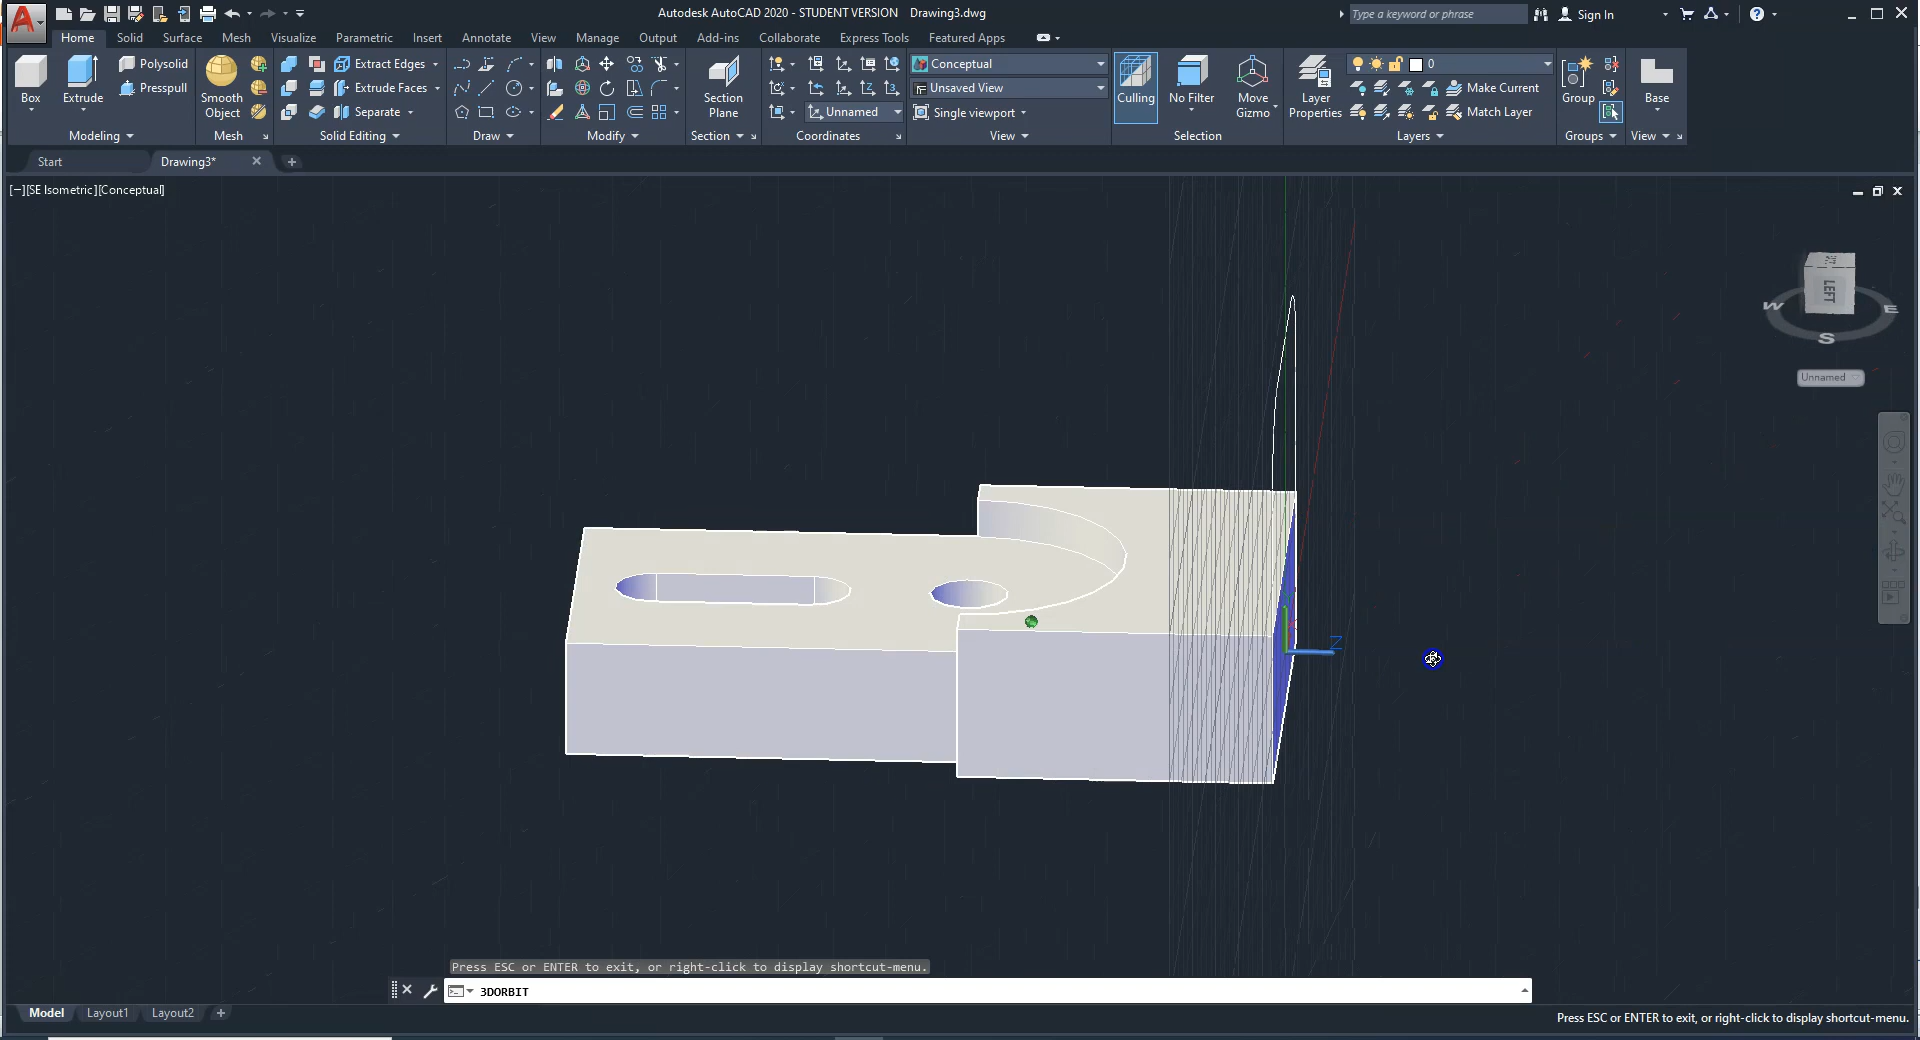 Autodesk AutoCAD 2020 - STUDENT VERSION Drawing3.dwg
Type a keyword or phrase
Sign In
Home Solid Surface Mesh Visualize Parametric Insert Annotate View Manage Output Add-ins Collaborate Express Tools Featured Apps
Box
Extrude
Polysolid
Presspull
Smooth Object
Extract Edges
Extrude Faces
Separate
Section Plane
Unnamed
Conceptual
Unsaved View
Single viewport
Culling
No Filter
Move Gizmo
Layer Properties
0
Make Current
Match Layer
Group
Base
Modeling Mesh Solid Editing Draw Modify Section Coordinates View Selection Layers Groups View
Start Drawing3*
[−][SE Isometric][Conceptual]
LEFT
W E
S
Unnamed
Z
Press ESC or ENTER to exit, or right-click to display shortcut-menu.
3DORBIT
Model Layout1 Layout2
Press ESC or ENTER to exit, or right-click to display shortcut-menu.